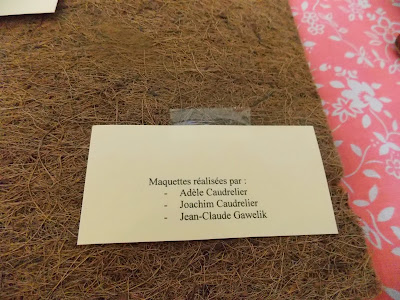 Maquettes réalisées par :
- Adèle Caudrelier
- Joachim Caudrelier
- Jean-Claude Gawelik